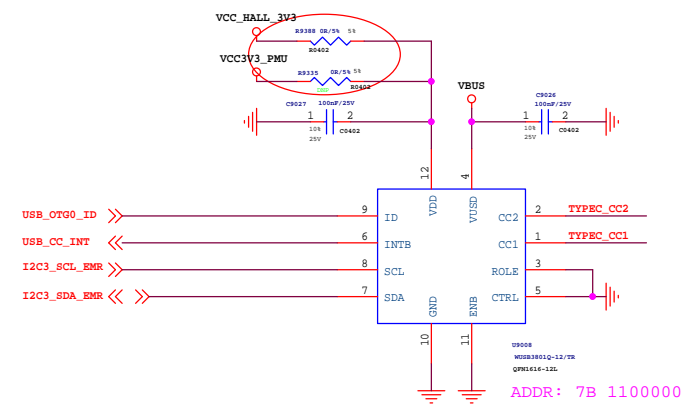 VCC_HALL_3V3
R9388 0R/5% 5%
R0402
VCC3V3_PMU
R9335 0R/5% 5%
DNP R0402
VBUS
C9027 100nF/25V
1 2
10% C0402
25V
C9026
100nF/25V
1 2
10% C0402
25V
12
4
VDD
VUSD
USB_OTG0_ID 9 ID
CC2 2 TYPEC_CC2
USB_CC_INT 6 INTB
CC1 1 TYPEC_CC1
I2C3_SCL_EMR 8 SCL
ROLE 3
I2C3_SDA_EMR 7 SDA
CTRL 5
GND
ENB
10
11
U9008
WUSB3801Q-12/TR
QFN1616-12L
ADDR: 7B 1100000